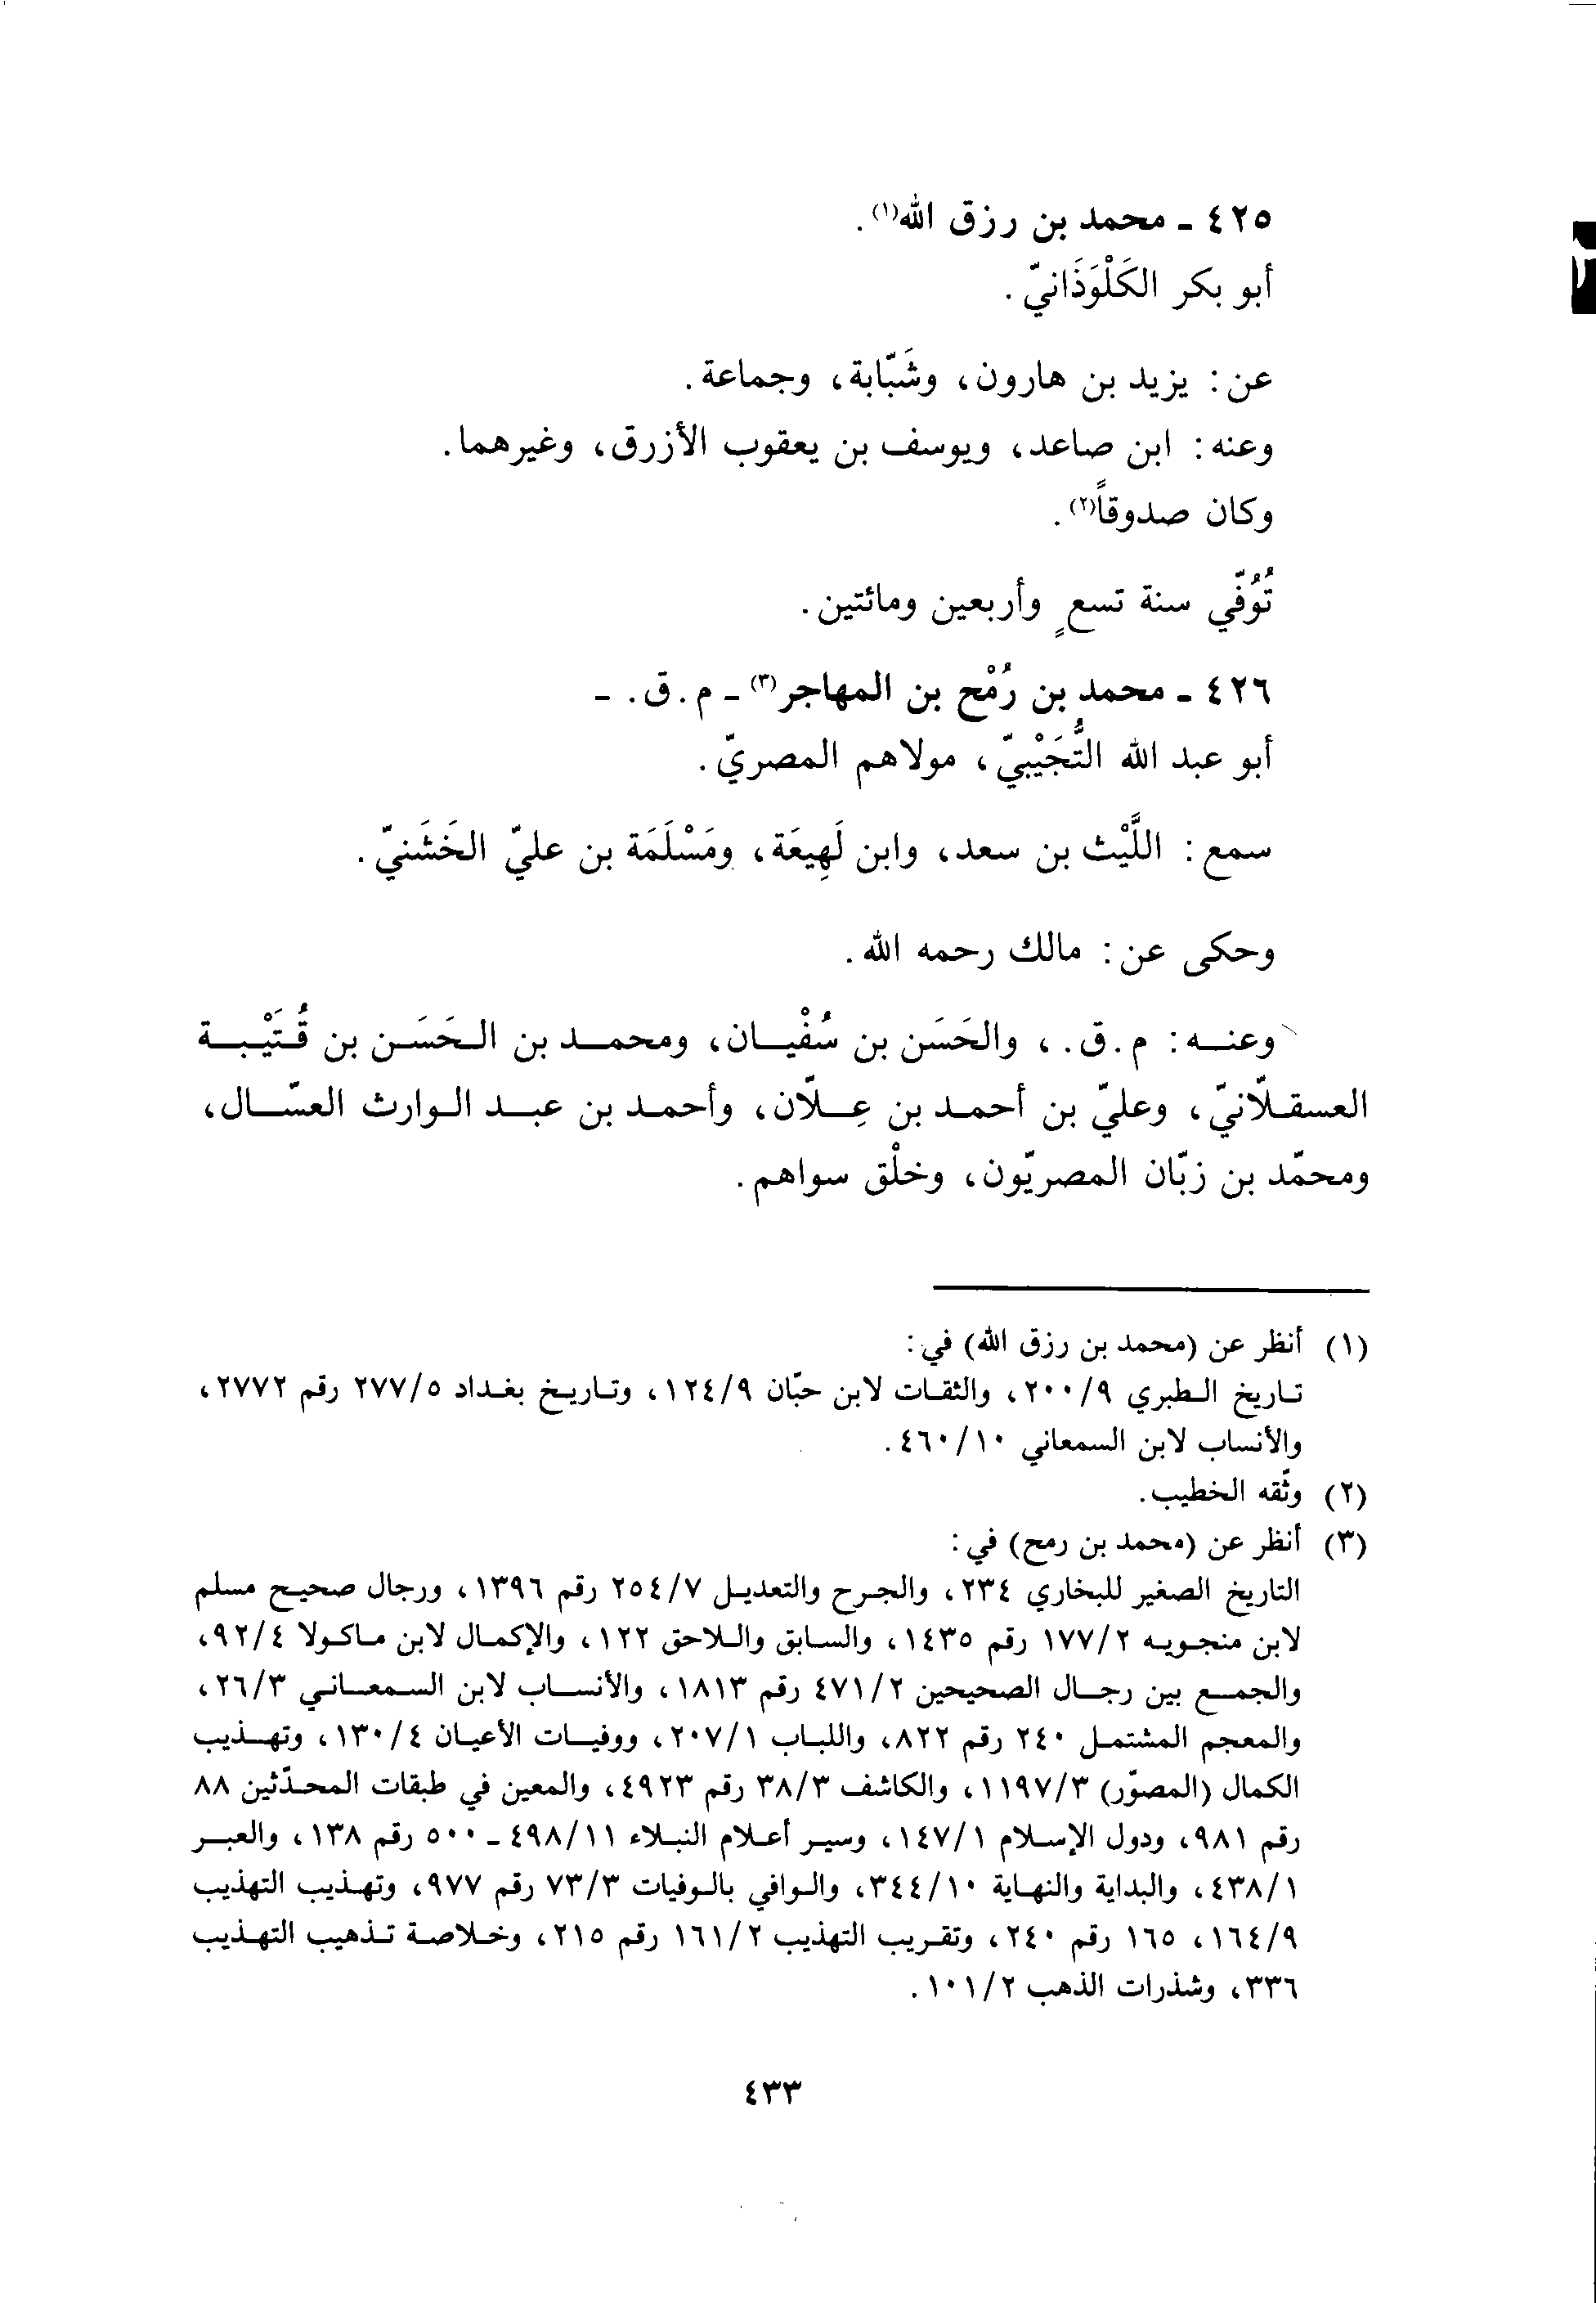 ٤٢٥ ـ محمد بن رزق الله(١).
أبو بكر الكَلْوَذَانيّ.
عن: يزيد بن هارون، وشَبّابة، وجماعة.
وعنه: ابن صاعد، ويوسف بن يعقوب الأزرق، وغيرهما.
وكان صدوقاً(٢).
تُوُفّي سنة تسعٍ وأربعين ومائتين.
٤٢٦ ـ محمد بن رُمْح بن المهاجر(٣) ـ م. ق. ـ
أبو عبد الله التُّجَيْبيّ، مولاهم المصريّ.
سمع: اللَّيْث بن سعد، وابن لَهِيعَة، ومَسْلَمَة بن عليّ الخَشَنيّ.
وحكى عن: مالك رحمه الله.
وعنه: م. ق. ، والحَسَن بن سُفْيان، ومحمد بن الحَسَن بن قُتَيْبة
العسقلّانيّ، وعليّ بن أحمد بن عِلّان، وأحمد بن عبد الوارث العسّال،
ومحمّد بن زبّان المصريّون، وخلْق سواهم.
(١) أنظر عن (محمد بن رزق الله) في:
تاريخ الطبري ٩/٢٠٠، والثقات لابن حبّان ٩/١٢٤، وتاريخ بغداد ٥/٢٧٧ رقم ٢٧٧٢،
والأنساب لابن السمعاني ١٠/٤٦٠.
(٢) وثّقه الخطيب.
(٣) أنظر عن (محمد بن رمح) في:
التاريخ الصغير للبخاري ٢٣٤، والجرح والتعديل ٧/٢٥٤ رقم ١٣٩٦، ورجال صحيح مسلم
لابن منجويه ٢/١٧٧ رقم ١٤٣٥، والسابق واللاحق ١٢٢، والإكمال لابن ماكولا ٤/٩٢،
والجمع بين رجال الصحيحين ٢/٤٧١ رقم ١٨١٣، والأنساب لابن السمعاني ٣/٢٦،
والمعجم المشتمل ٢٤٠ رقم ٨٢٢، واللباب ١/٢٠٧، ووفيات الأعيان ٤/١٣٠، وتهذيب
الكمال (المصوّر) ٣/١١٩٧، والكاشف ٣/٣٨ رقم ٤٩٢٣، والمعين في طبقات المحدّثين ٨٨
رقم ٩٨١، ودول الإسلام ١/١٤٧، وسير أعلام النبلاء ١١/٤٩٨ ـ ٥٠٠ رقم ١٣٨، والعبر
١/٤٣٨، والبداية والنهاية ١٠/٣٤٤، والوافي بالوفيات ٣/٧٣ رقم ٩٧٧، وتهذيب التهذيب
٩/١٦٤، ١٦٥ رقم ٢٤٠، وتقريب التهذيب ٢/١٦١ رقم ٢١٥، وخلاصة تذهيب التهذيب
٣٣٦، وشذرات الذهب ٢/١٠١.
٤٣٣